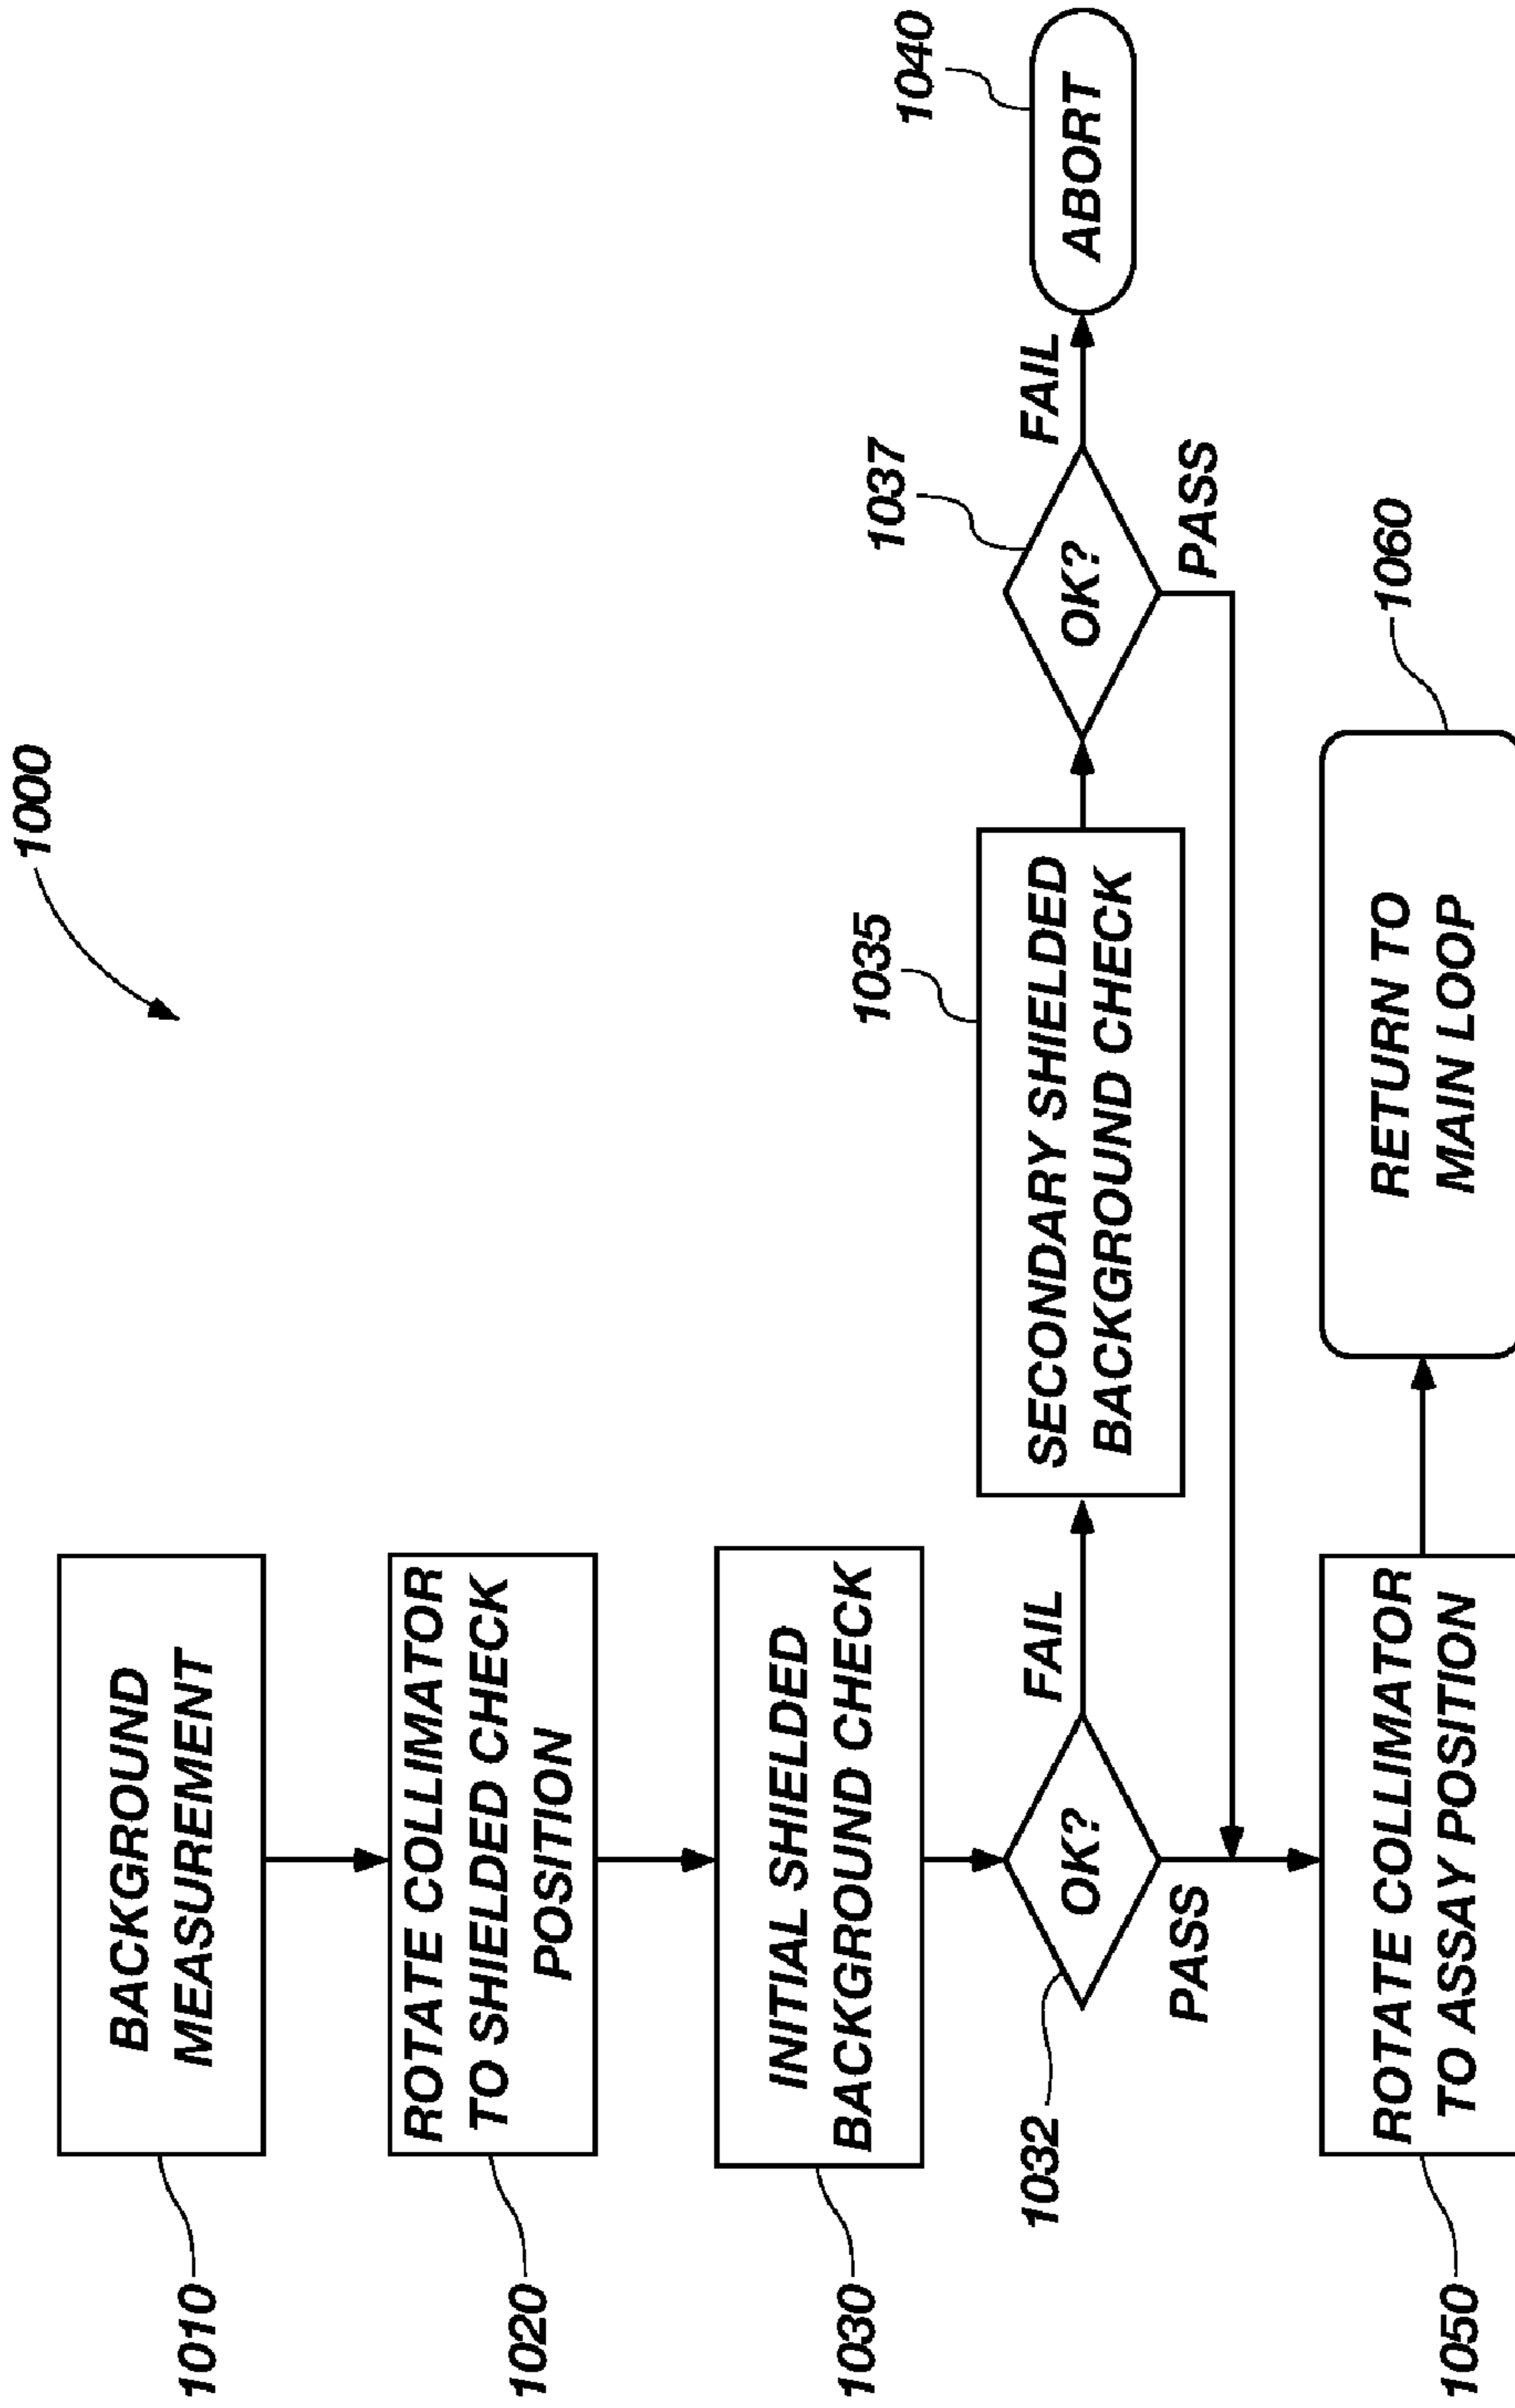 1000
1010
BACKGROUND
MEASUREMENT
1020
ROTATE COLLIMATOR
TO SHIELDED CHECK
POSITION
1030
INITIAL SHIELDED
BACKGROUND CHECK
1032
OK?
FAIL
PASS
1035
SECONDARY SHIELDED
BACKGROUND CHECK
1037
OK?
FAIL
PASS
1040
ABORT
1050
ROTATE COLLIMATOR
TO ASSAY POSITION
1060
RETURN TO
MAIN LOOP